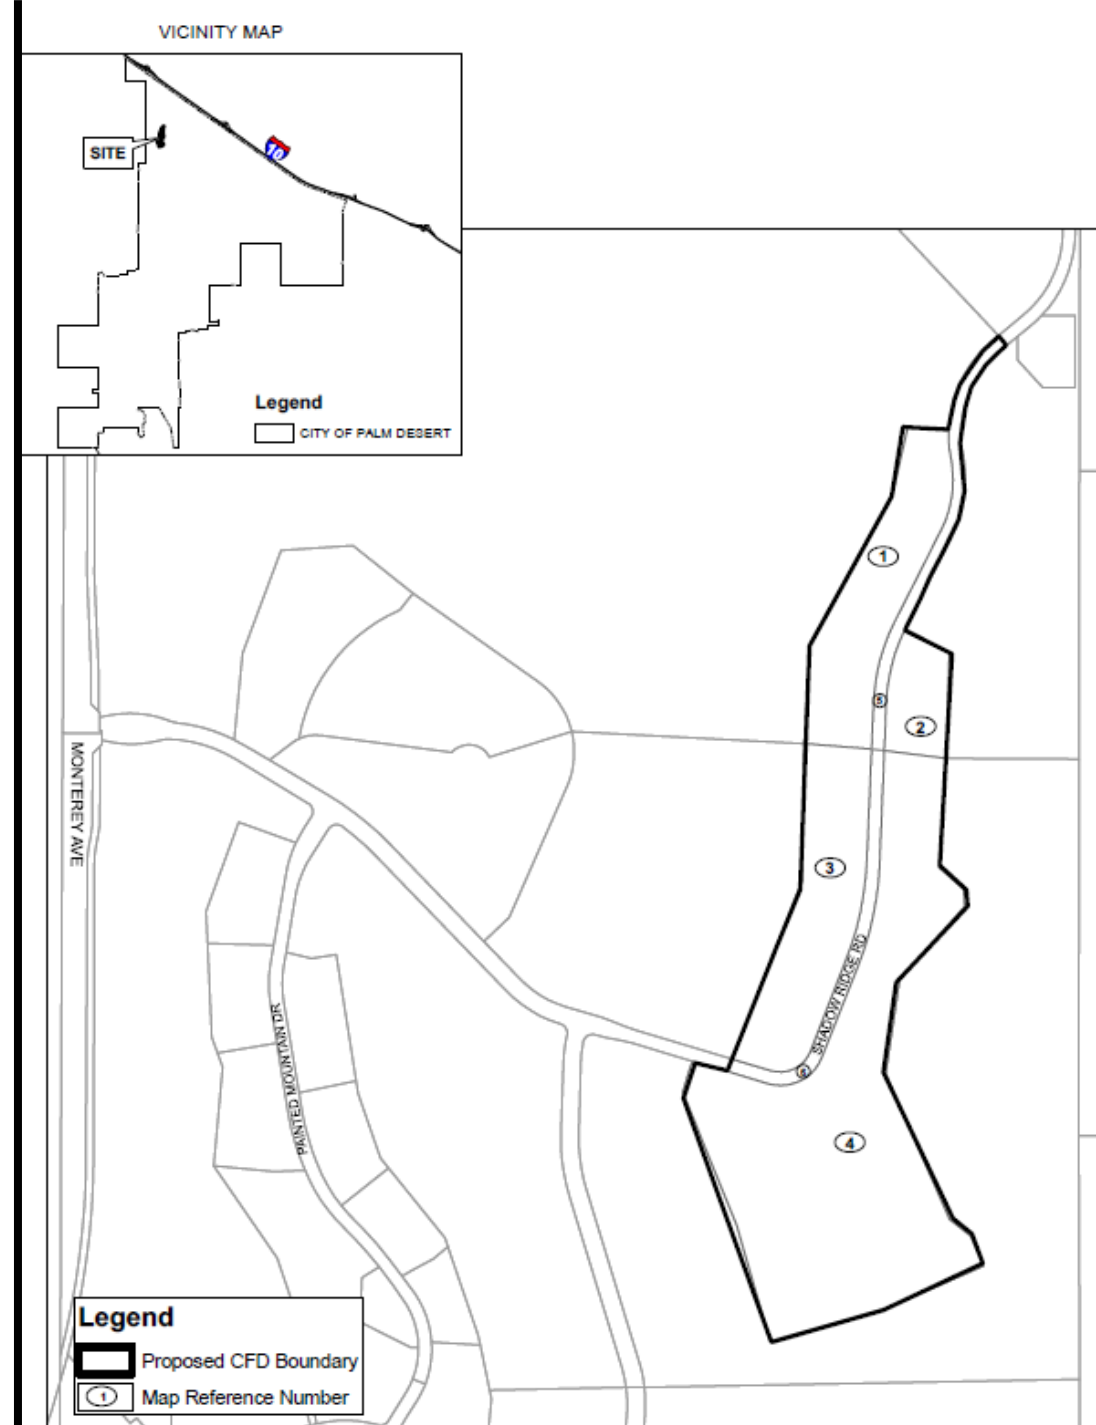 VICINITY MAP
10
SITE
Legend
CITY OF PALM DESERT
1
5
2
MONTEREY AVE
3
SHADOW RIDGE RD
PAINTED MOUNTAIN DR
6
4
Legend
Proposed CFD Boundary
1 Map Reference Number